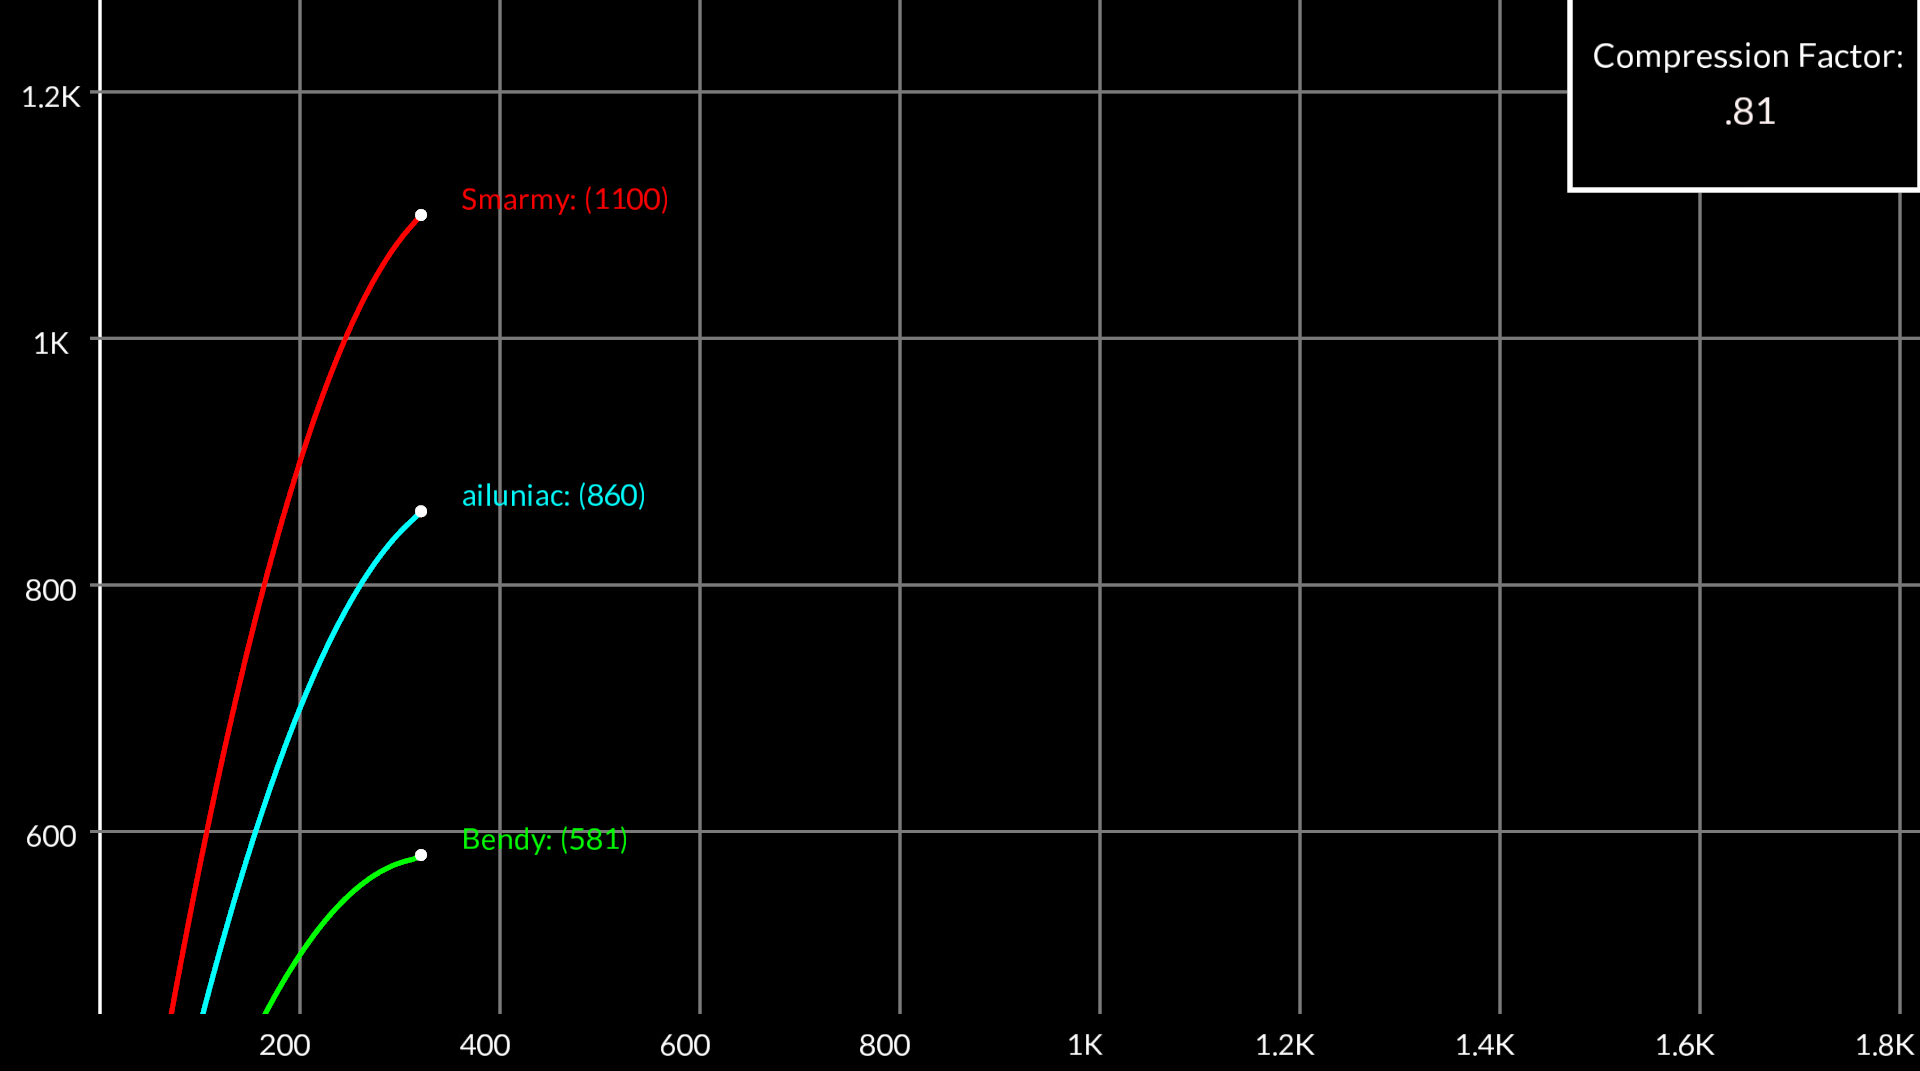 Compression Factor:
.81
1.2K
Smarmy: (1100)
1K
ailuniac: (860)
800
Bendy: (581)
600
200 400 600 800 1K 1.2K 1.4K 1.6K 1.8K